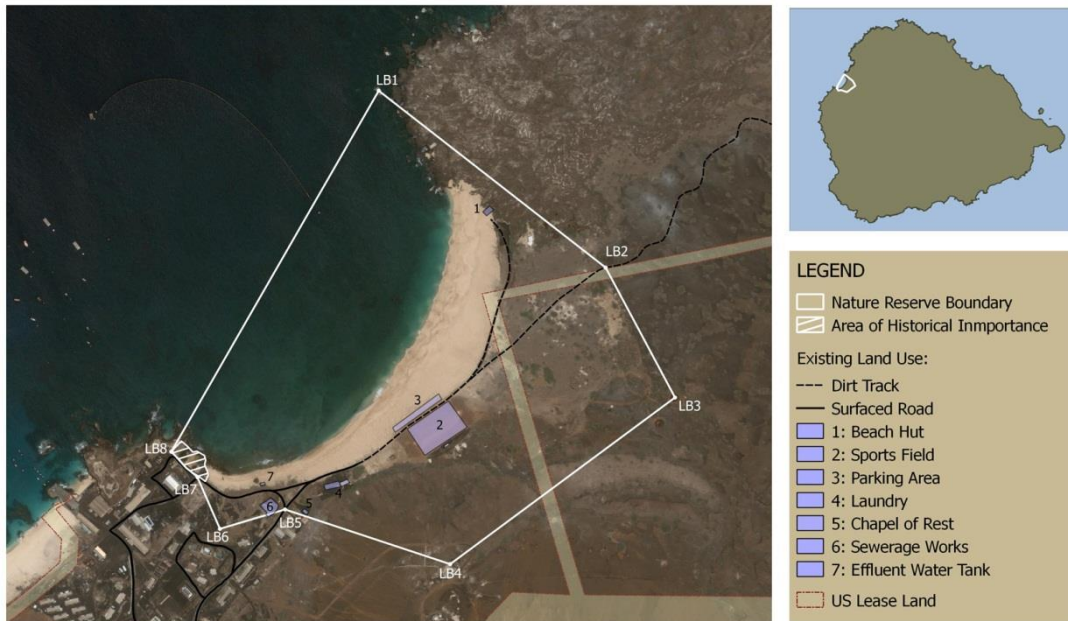 LB1
1
LB2
LB3
3
2
LB8
7
LB7
4
6
5
LB5
LB6
LB4
LEGEND
Nature Reserve Boundary
Area of Historical Inmportance
Existing Land Use:
Dirt Track
Surfaced Road
1: Beach Hut
2: Sports Field
3: Parking Area
4: Laundry
5: Chapel of Rest
6: Sewerage Works
7: Effluent Water Tank
US Lease Land